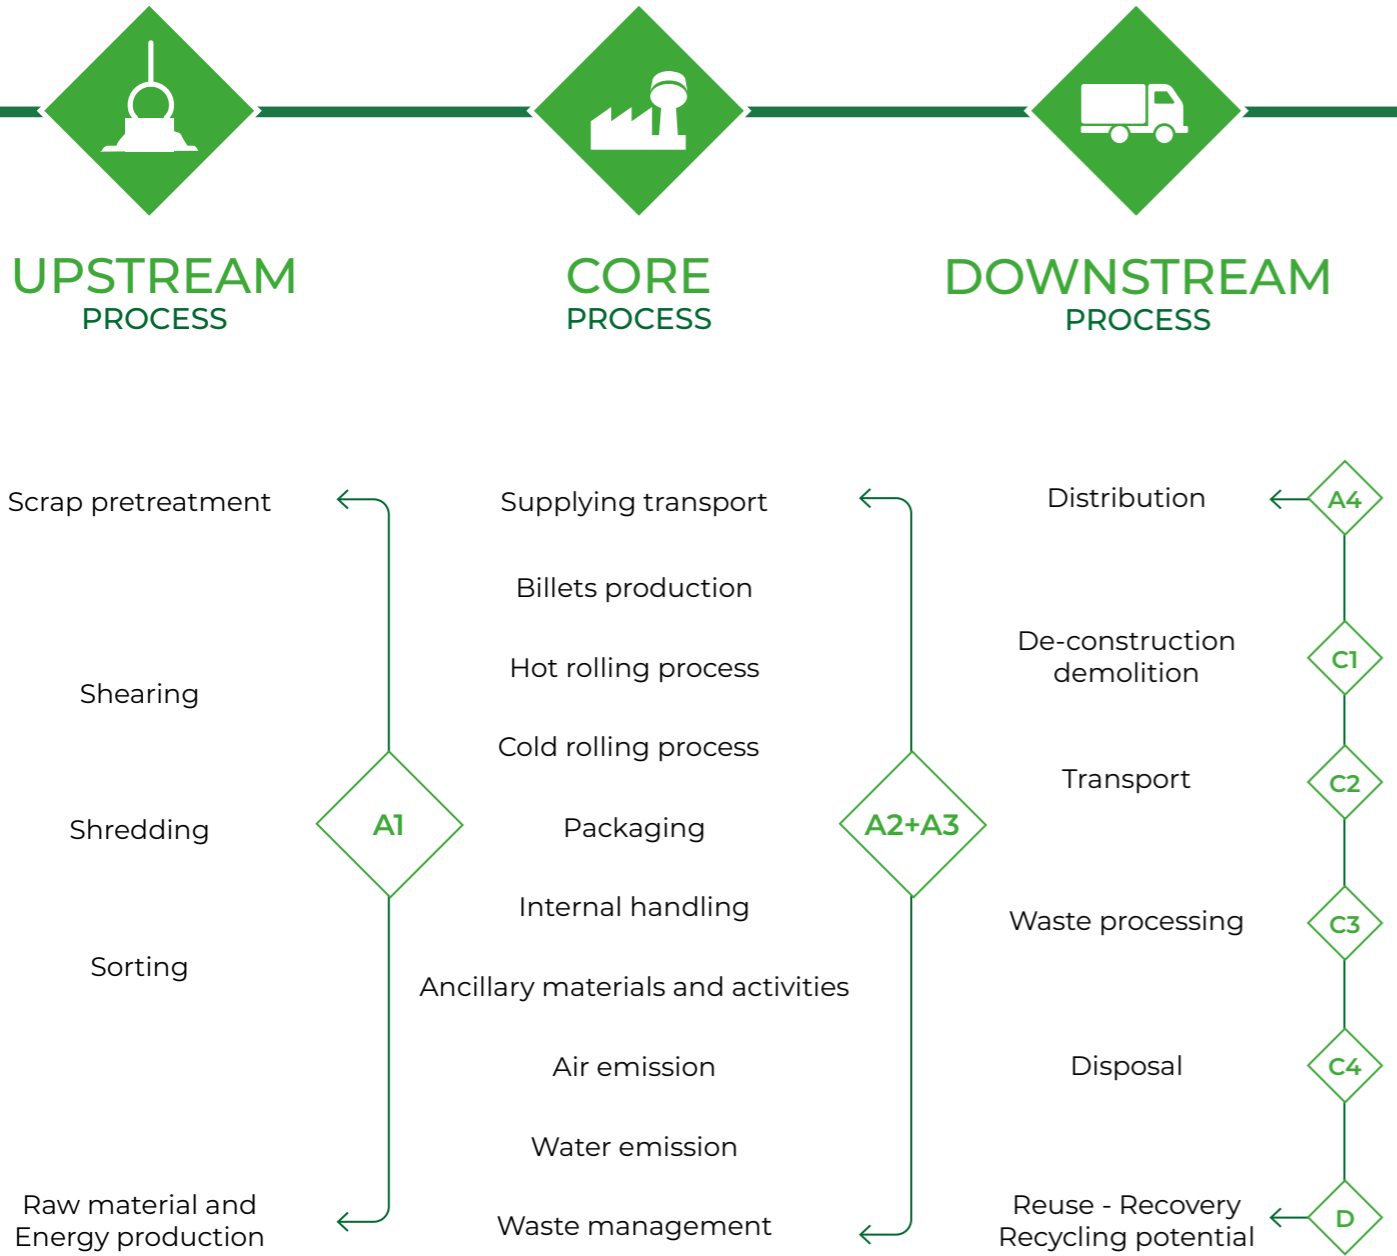 UPSTREAM
PROCESS
Scrap pretreatment
Shearing
Shredding
Sorting
Raw material and
Energy production
A1
CORE
PROCESS
Supplying transport
Billets production
Hot rolling process
Cold rolling process
Packaging
Internal handling
Ancillary materials and activities
Air emission
Water emission
Waste management
A2+A3
DOWNSTREAM
PROCESS
Distribution
A4
De-construction
demolition
C1
Transport
C2
Waste processing
C3
Disposal
C4
Reuse - Recovery
Recycling potential
D